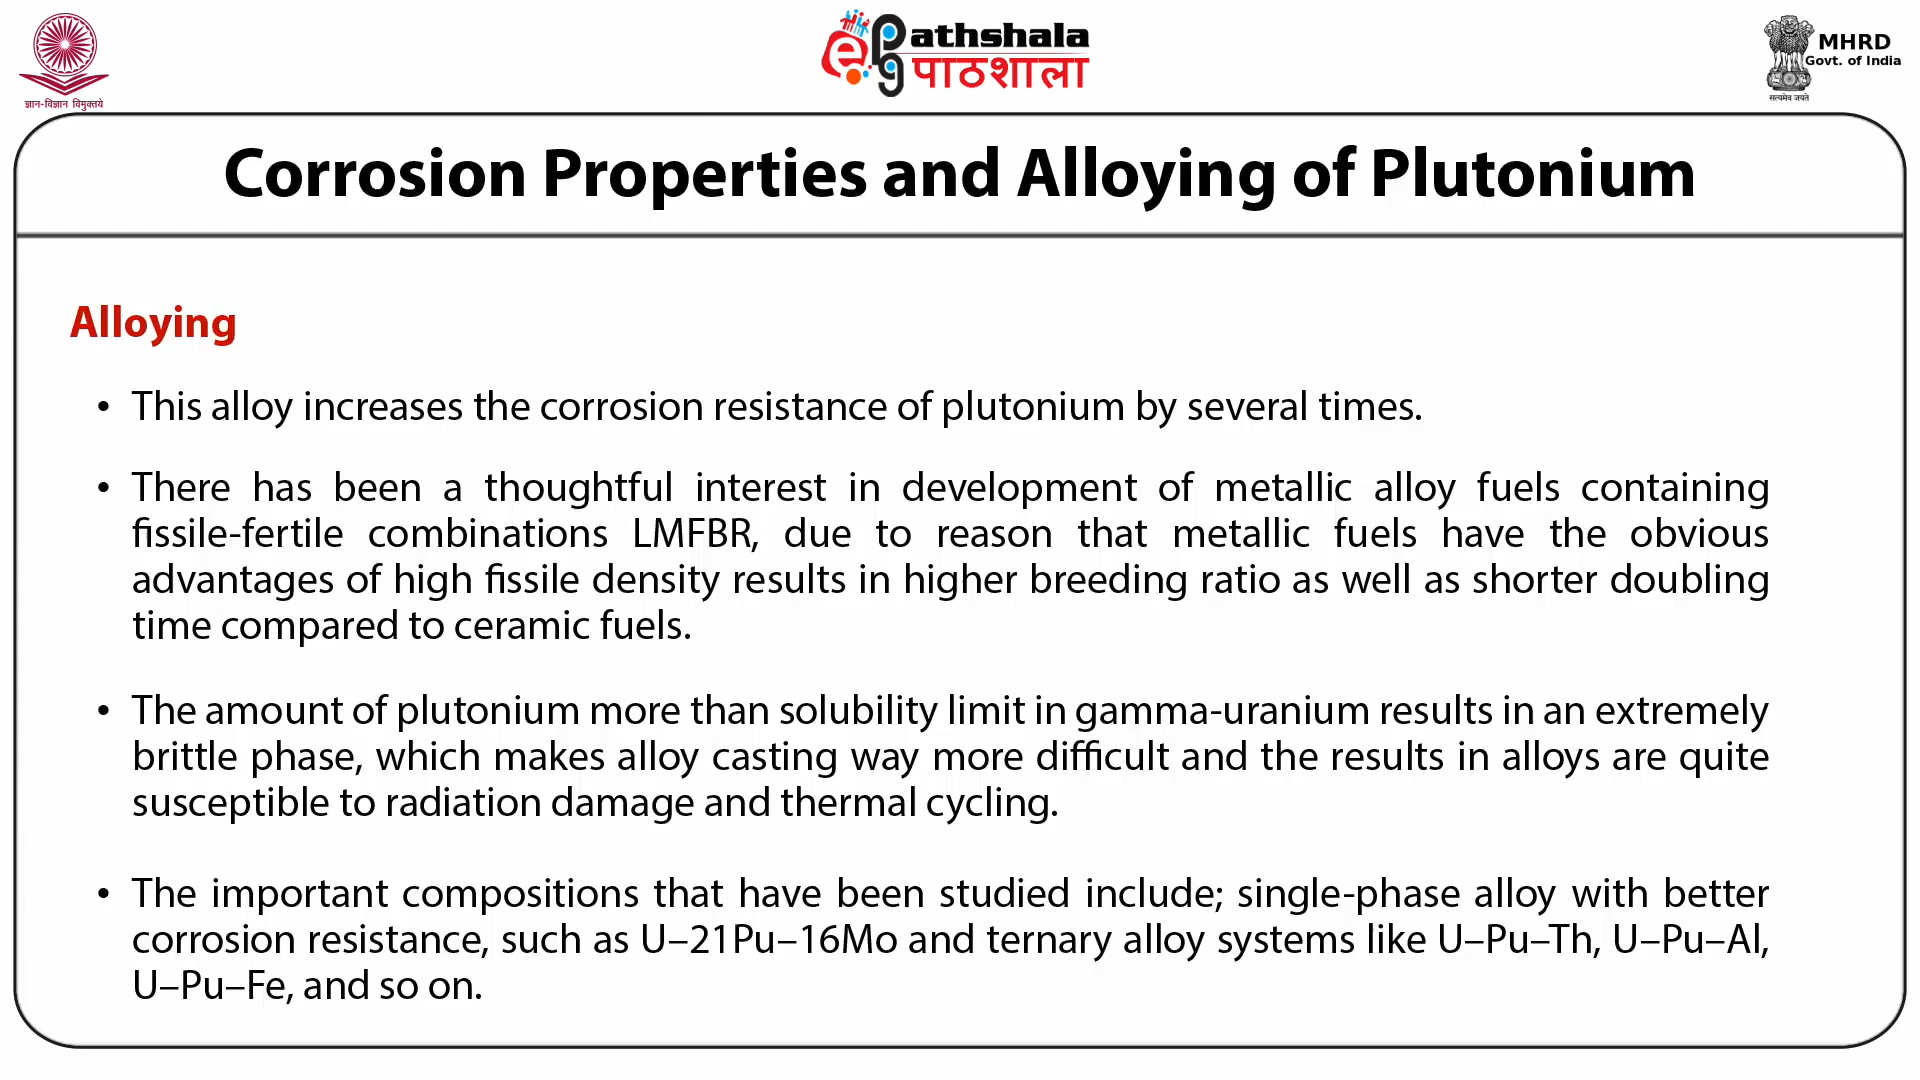 ज्ञान-विज्ञान विमुक्तये
e Pathshala
पाठशाला
MHRD
Govt. of India
सत्यमेव जयते
Corrosion Properties and Alloying of Plutonium
Alloying
• This alloy increases the corrosion resistance of plutonium by several times.
• There has been a thoughtful interest in development of metallic alloy fuels containing
fissile-fertile combinations LMFBR, due to reason that metallic fuels have the obvious
advantages of high fissile density results in higher breeding ratio as well as shorter doubling
time compared to ceramic fuels.
• The amount of plutonium more than solubility limit in gamma-uranium results in an extremely
brittle phase, which makes alloy casting way more difficult and the results in alloys are quite
susceptible to radiation damage and thermal cycling.
• The important compositions that have been studied include; single-phase alloy with better
corrosion resistance, such as U–21Pu–16Mo and ternary alloy systems like U–Pu–Th, U–Pu–Al,
U–Pu–Fe, and so on.